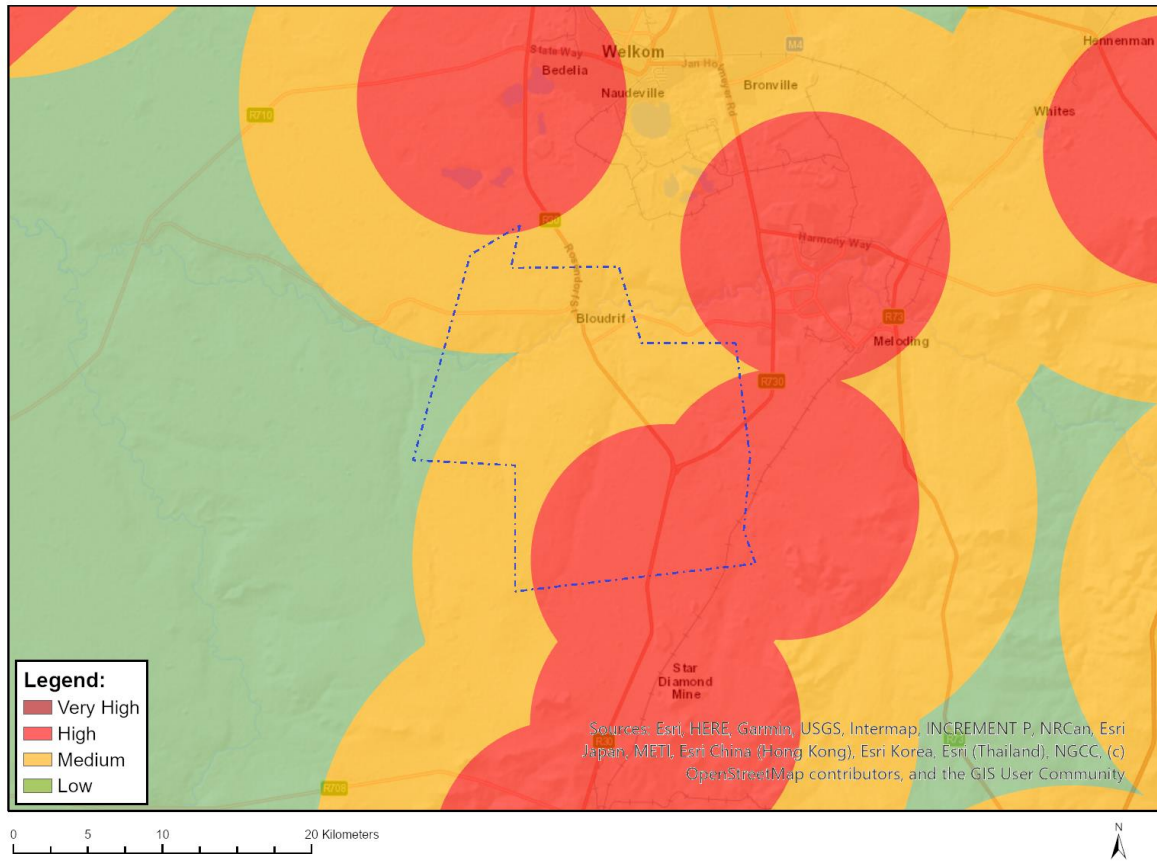 Hennenman
M4
Welkom
State Way
Jan Ho
meyer Rd
Bedelia
Bronville
Naudeville
Whites
R710
R30
Harmony Way
Bloudrif
R73
Meloding
R730
Star
Diamond
Mine
R30
R73
R708
Sources: Esri, HERE, Garmin, USGS, Intermap, INCREMENT P, NRCan, Esri
Japan, METI, Esri China (Hong Kong), Esri Korea, Esri (Thailand), NGCC, (c)
OpenStreetMap contributors, and the GIS User Community
Legend:
Very High
High
Medium
Low
0 5 10 20 Kilometers
N